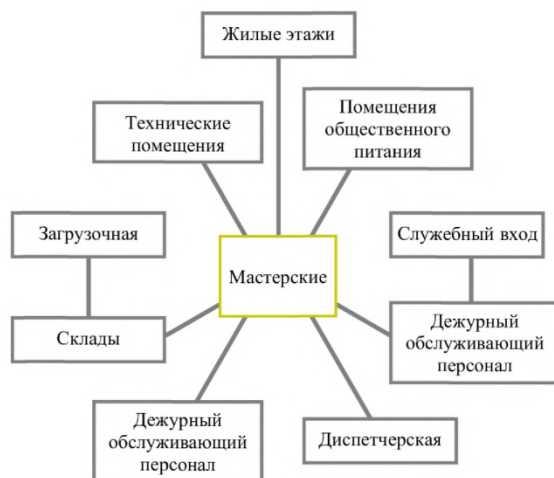 Жилые этажи
Технические
помещения
Помещения
общественного
питания
Загрузочная
Служебный вход
Мастерские
Склады
Дежурный
обслуживающий
персонал
Дежурный
обслуживающий
персонал
Диспетчерская